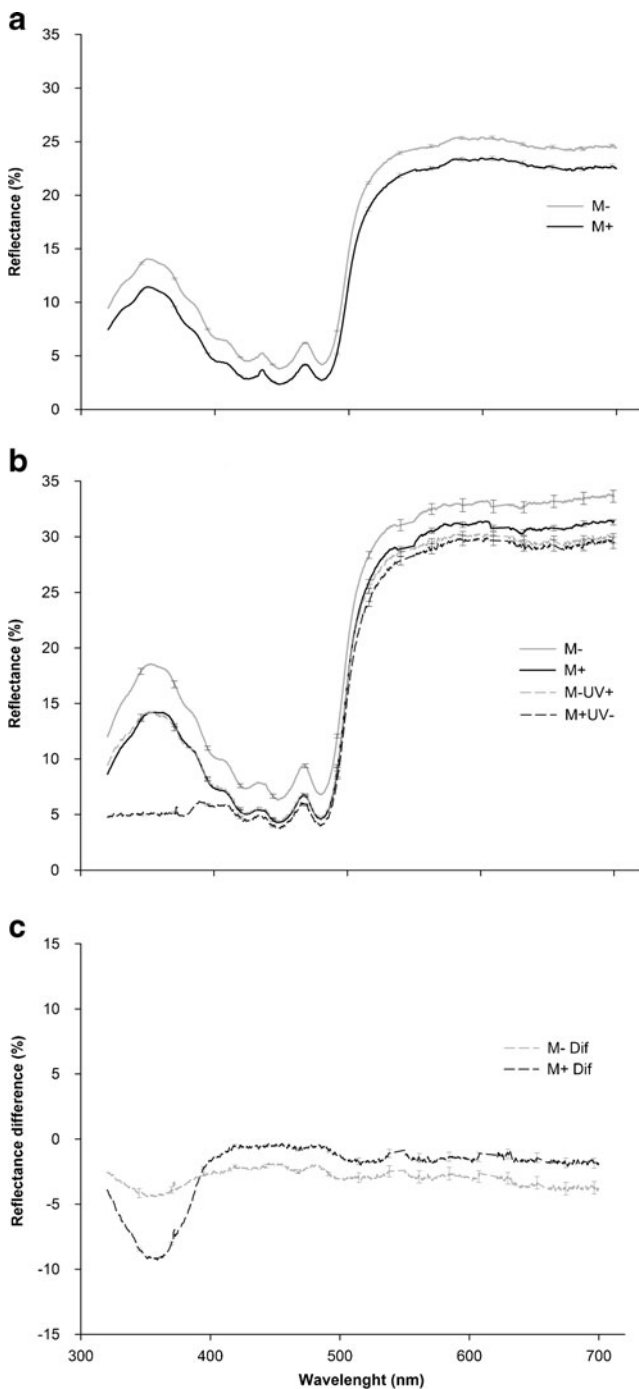 a
35
30
25
20
15
10
5
0
Reflectance (%)
M-
M+
b
35
30
25
20
15
10
5
0
Reflectance (%)
M-
M+
M-UV+
M+UV-
c
15
10
5
0
-5
-10
-15
Reflectance difference (%)
M- Dif
M+ Dif
300 400 500 600 700
Wavelenght (nm)